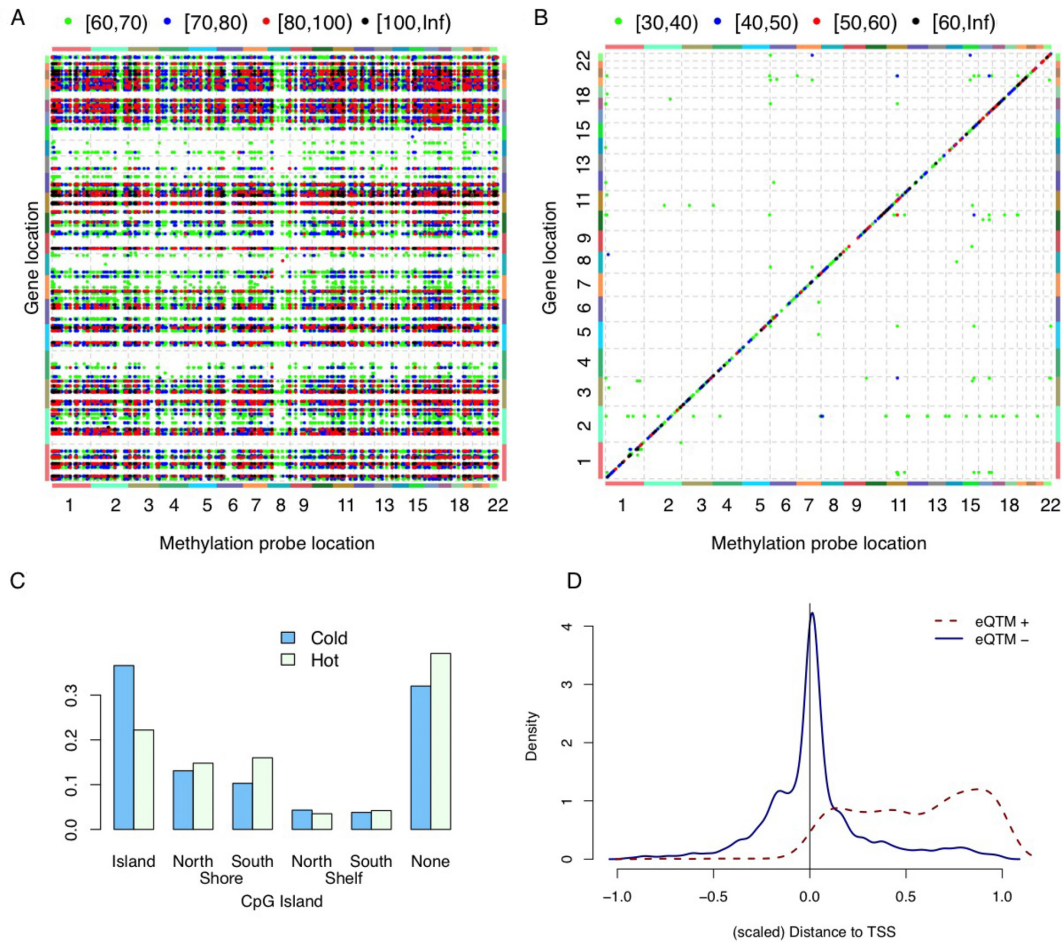 A
[60,70) [70,80) [80,100) [100,Inf)
Gene location
1 2 3 4 5 6 7 8 9 11 13 15 18 22
Methylation probe location
B
[30,40) [40,50) [50,60) [60,Inf)
22
18
15
13
11
9
8
7
5
4
3
2
1
Gene location
1 2 3 4 5 6 7 8 9 11 13 15 18 22
Methylation probe location
C
Cold
Hot
0.3
0.2
0.1
0.0
Island North South North South None
Shore Shelf
CpG Island
D
eQTM +
eQTM −
4
3
2
1
0
Density
−1.0 −0.5 0.0 0.5 1.0
(scaled) Distance to TSS